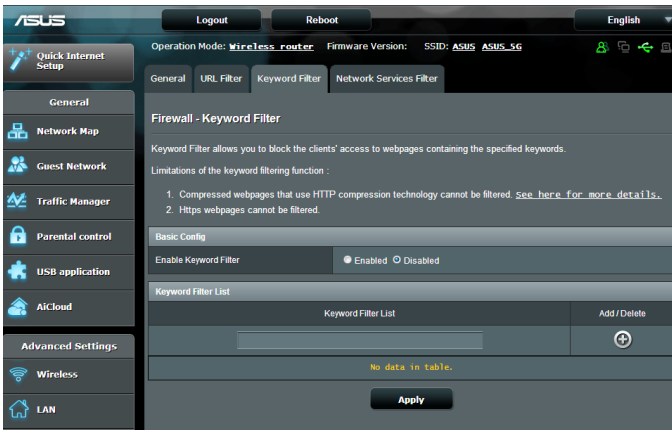 ASUS
Logout
Reboot
English
Quick Internet
Setup
Operation Mode: Wireless router Firmware Version: SSID: ASUS ASUS_5G
General
URL Filter
Keyword Filter
Network Services Filter
General
Network Map
Guest Network
Traffic Manager
Parental control
USB application
AiCloud
Advanced Settings
Wireless
LAN
Firewall - Keyword Filter
Keyword Filter allows you to block the clients' access to webpages containing the specified keywords.
Limitations of the keyword filtering function :
1. Compressed webpages that use HTTP compression technology cannot be filtered. See here for more details.
2. Https webpages cannot be filtered.
Basic Config
Enable Keyword Filter
Enabled Disabled
Keyword Filter List
Keyword Filter List
Add / Delete
No data in table.
Apply